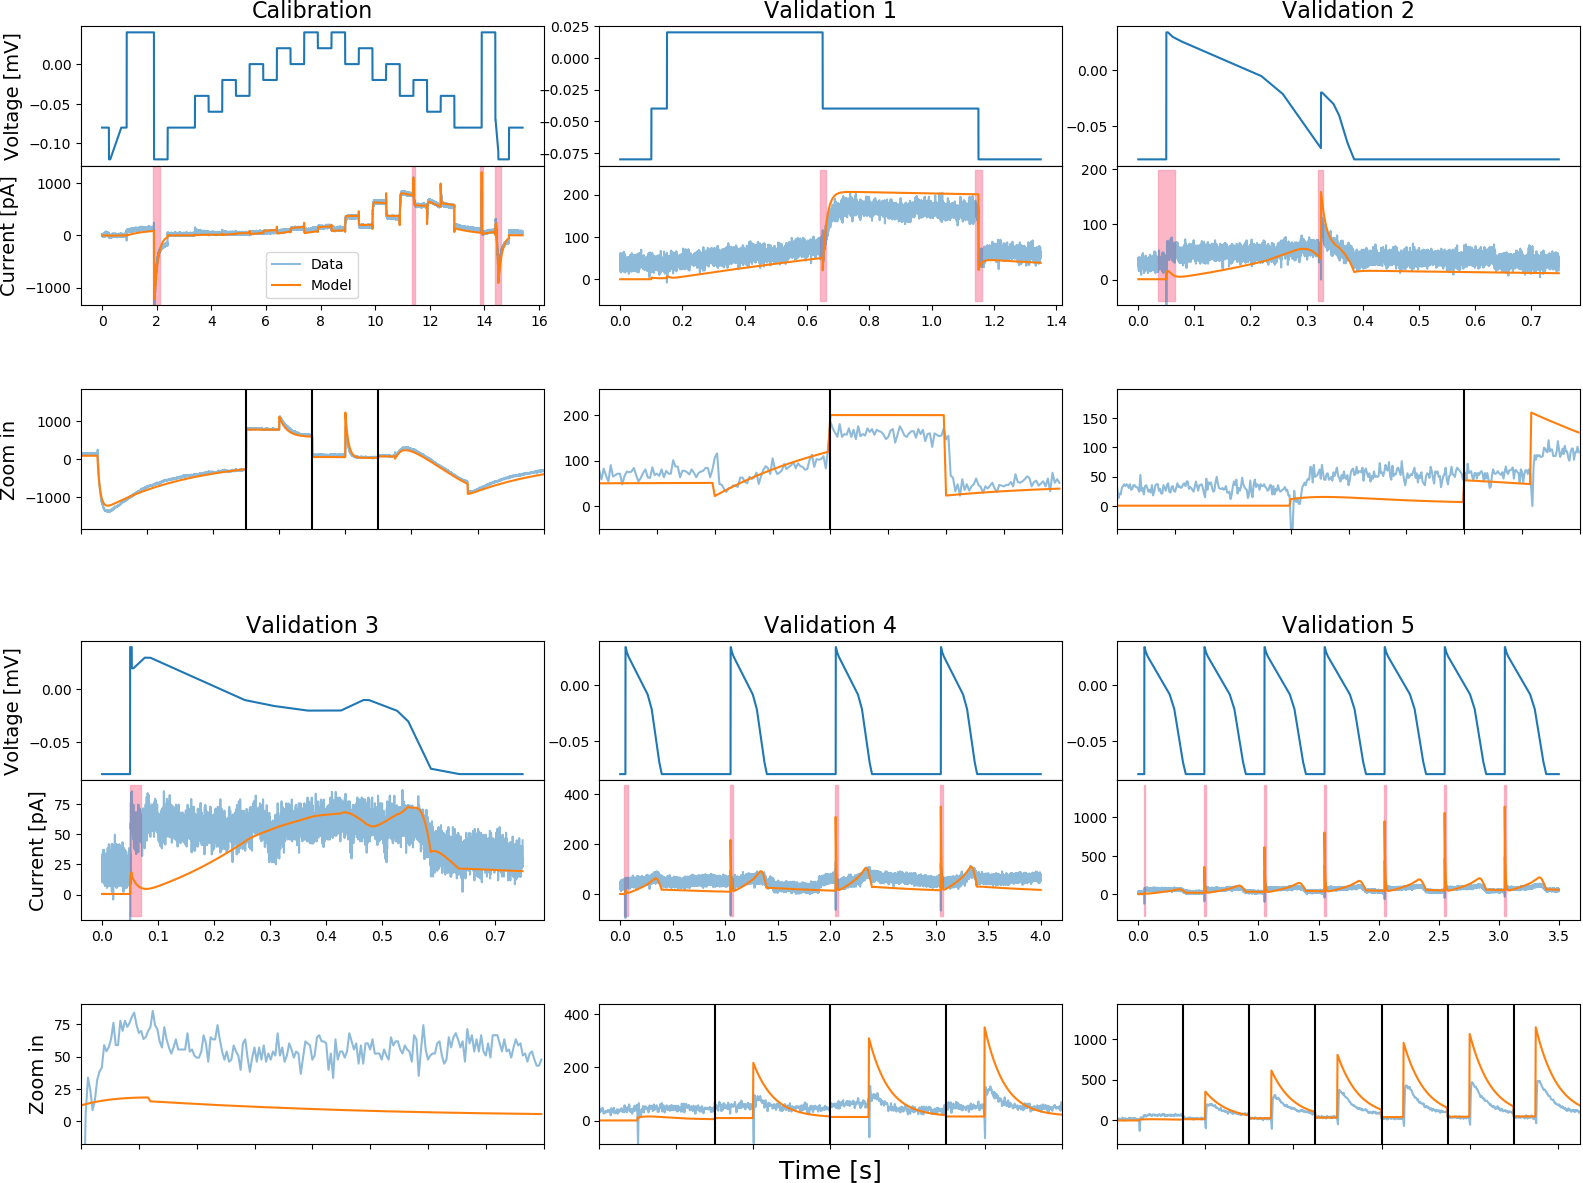 Calibration
Validation 1
Validation 2
Voltage [mV]
0.00
−0.05
−0.10
0.025
0.000
−0.025
−0.050
−0.075
0.00
−0.05
Current [pA]
1000
0
−1000
Data
Model
200
100
0
200
100
0
0 2 4 6 8 10 12 14 16
0.0 0.2 0.4 0.6 0.8 1.0 1.2 1.4
0.0 0.1 0.2 0.3 0.4 0.5 0.6 0.7
Zoom in
1000
0
−1000
200
100
0
150
100
50
0
Validation 3
Validation 4
Validation 5
Voltage [mV]
0.00
−0.05
0.00
−0.05
0.00
−0.05
Current [pA]
75
50
25
0
400
200
0
1000
500
0
0.0 0.1 0.2 0.3 0.4 0.5 0.6 0.7
0.0 0.5 1.0 1.5 2.0 2.5 3.0 3.5 4.0
0.0 0.5 1.0 1.5 2.0 2.5 3.0 3.5
Zoom in
75
50
25
0
400
200
0
1000
500
0
Time [s]